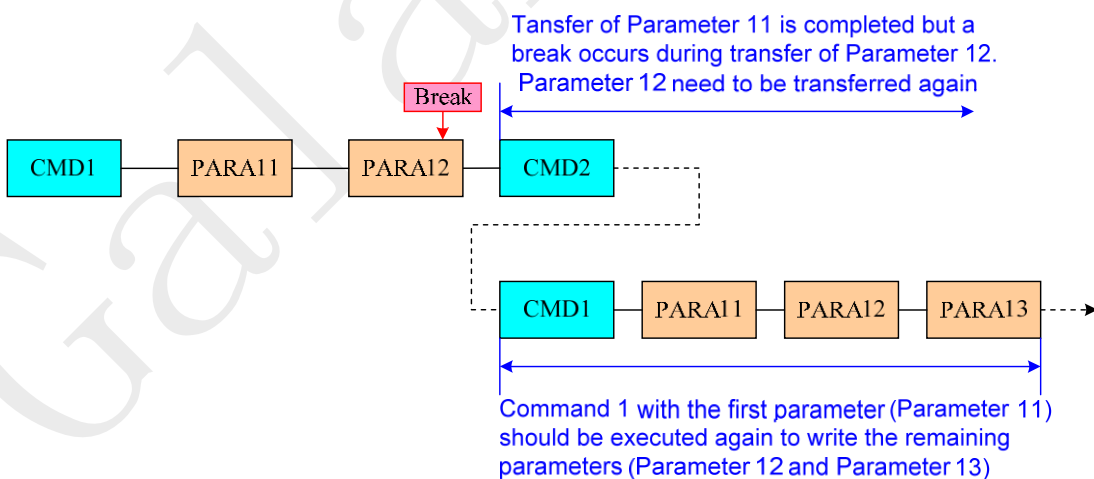 Tansfer of Parameter 11 is completed but a
break occurs during transfer of Parameter 12.
Parameter 12 need to be transferred again
Break
CMD1
PARA11
PARA12
CMD2
CMD1
PARA11
PARA12
PARA13
Command 1 with the first parameter (Parameter 11)
should be executed again to write the remaining
parameters (Parameter 12 and Parameter 13)